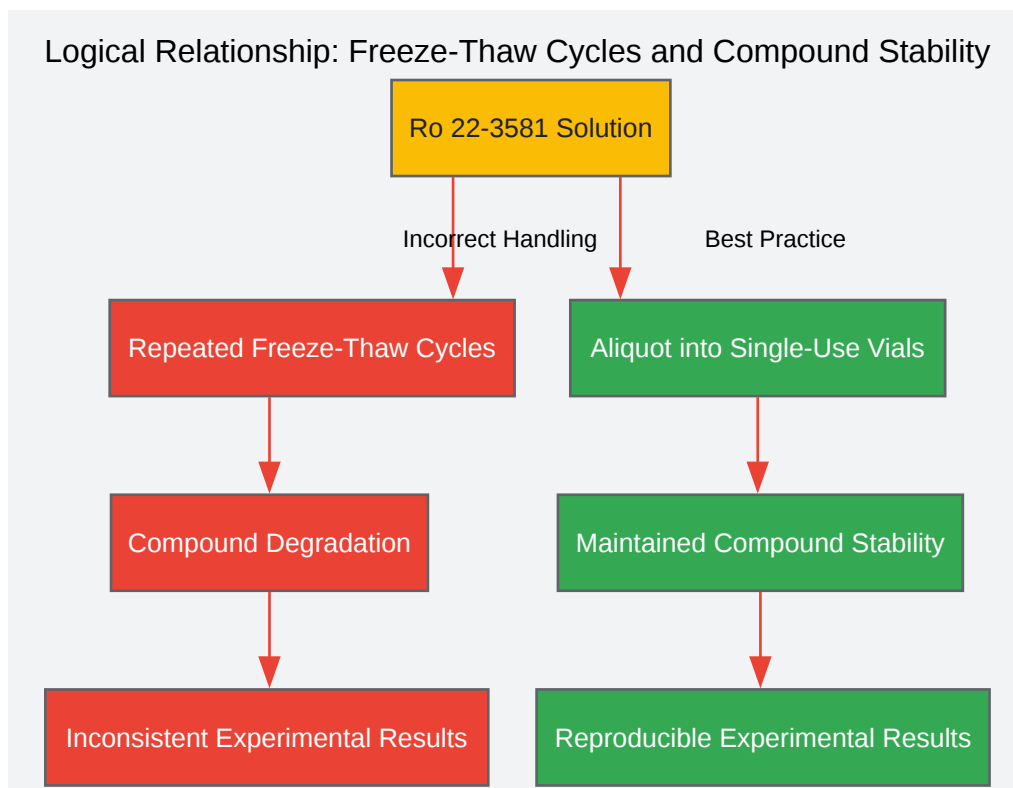 Logical Relationship: Freeze-Thaw Cycles and Compound Stability
Ro 22-3581 Solution
Incorrect Handling
Best Practice
Repeated Freeze-Thaw Cycles
Aliquot into Single-Use Vials
Compound Degradation
Maintained Compound Stability
Inconsistent Experimental Results
Reproducible Experimental Results